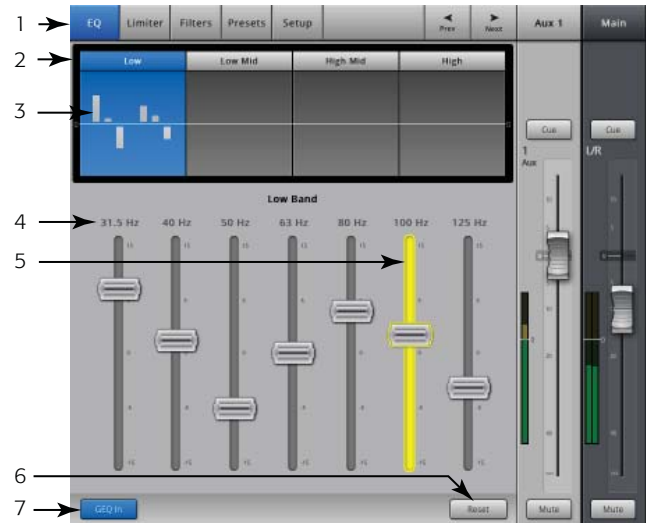 1 EQ Limiter Filters Presets Setup Prev Next Aux 1 Main
2 Low Low Mid High Mid High
3
Cue Cue
1
Aux
L/R
Low Band
4 31.5 Hz 40 Hz 50 Hz 63 Hz 80 Hz 100 Hz 125 Hz
5
6
7 GEQ In Reset Mute Mute